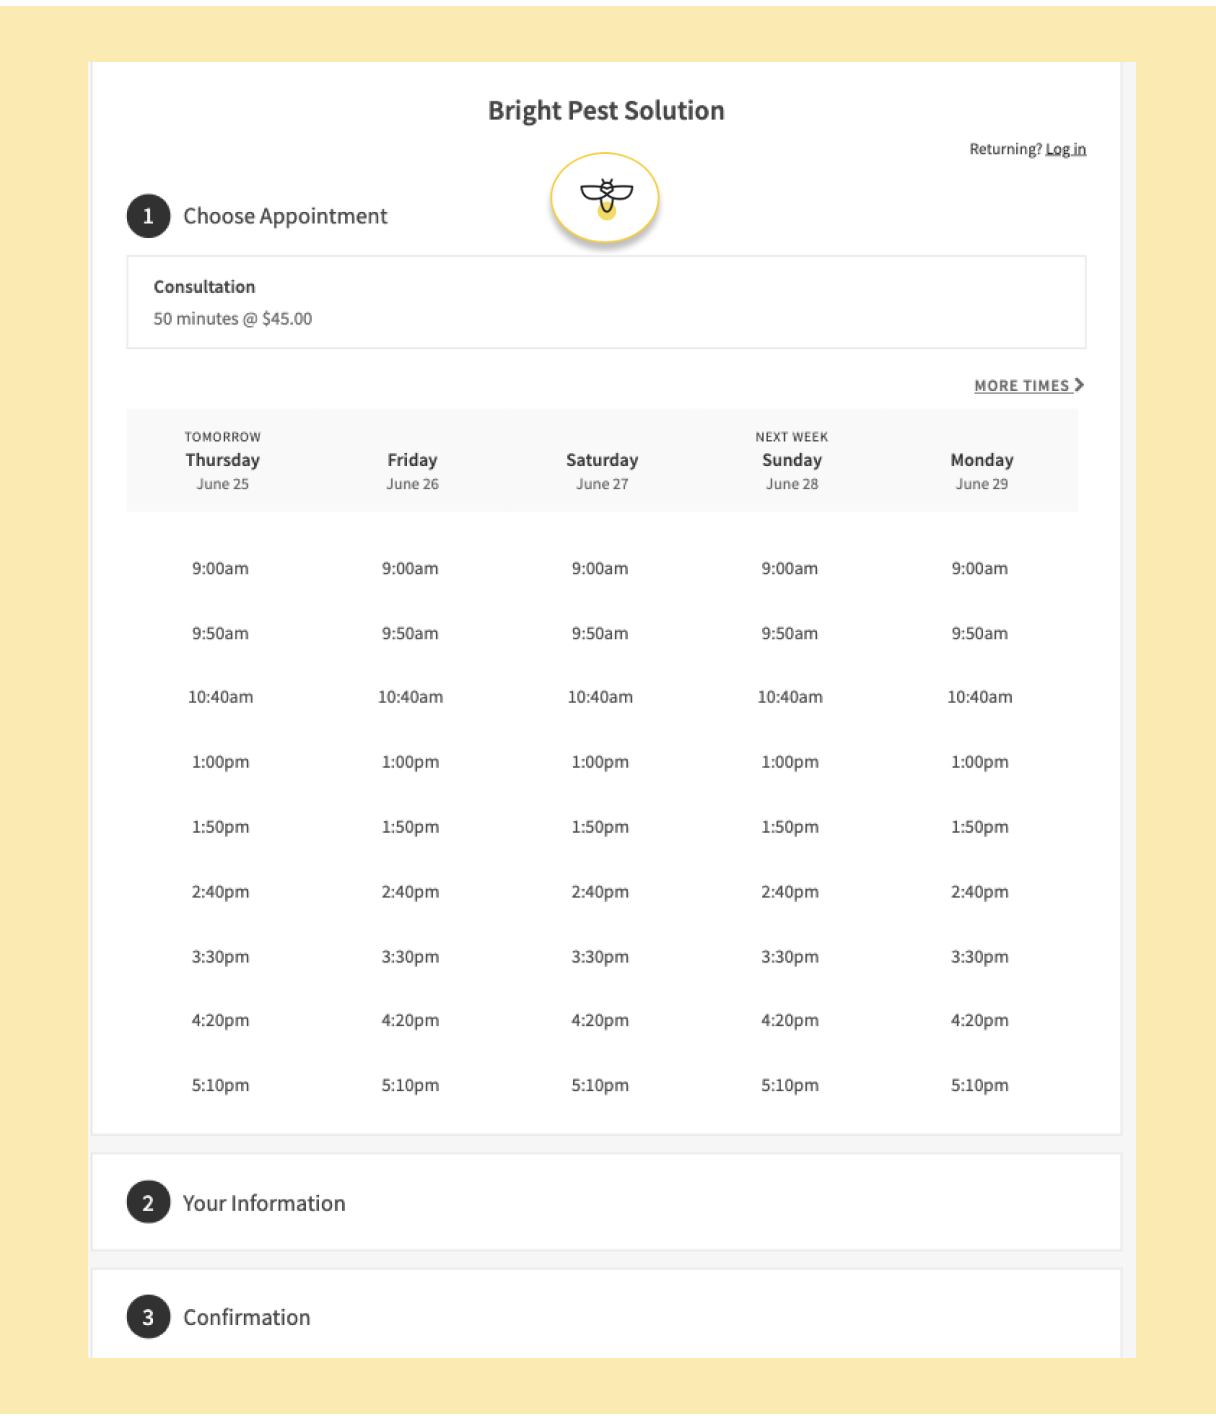 Bright Pest Solution
Returning? Log in
1 Choose Appointment
Consultation
50 minutes @ $45.00
MORE TIMES
TOMORROW NEXT WEEK
Thursday Friday Saturday Sunday Monday
June 25 June 26 June 27 June 28 June 29
9:00am 9:00am 9:00am 9:00am 9:00am
9:50am 9:50am 9:50am 9:50am 9:50am
10:40am 10:40am 10:40am 10:40am 10:40am
1:00pm 1:00pm 1:00pm 1:00pm 1:00pm
1:50pm 1:50pm 1:50pm 1:50pm 1:50pm
2:40pm 2:40pm 2:40pm 2:40pm 2:40pm
3:30pm 3:30pm 3:30pm 3:30pm 3:30pm
4:20pm 4:20pm 4:20pm 4:20pm 4:20pm
5:10pm 5:10pm 5:10pm 5:10pm 5:10pm
2 Your Information
3 Confirmation